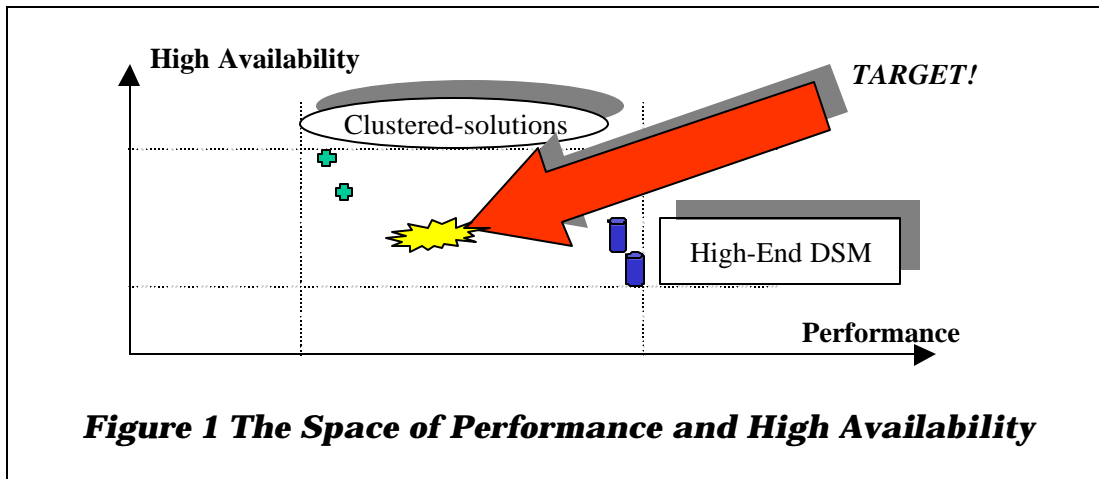 High Availability
TARGET!
Clustered-solutions
High-End DSM
Performance
Figure 1 The Space of Performance and High Availability